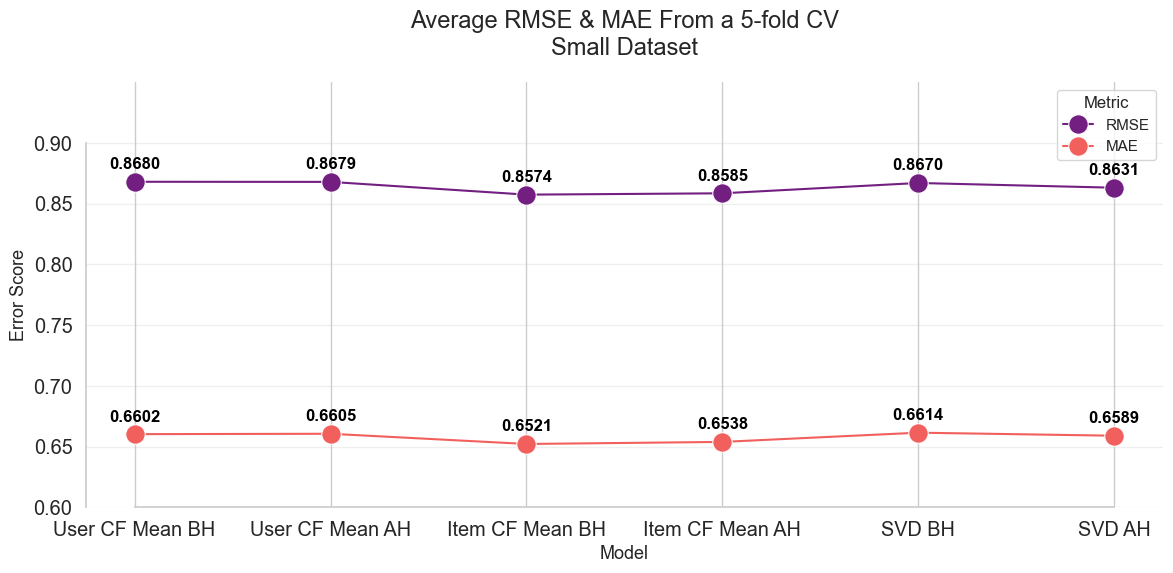 Average RMSE & MAE From a 5-fold CV
Small Dataset
Metric
RMSE
MAE
0.90
0.85
0.80
0.75
0.70
0.65
0.60
Error Score
0.8680
0.8679
0.8574
0.8585
0.8670
0.8631
0.6602
0.6605
0.6521
0.6538
0.6614
0.6589
User CF Mean BH
User CF Mean AH
Item CF Mean BH
Item CF Mean AH
SVD BH
SVD AH
Model